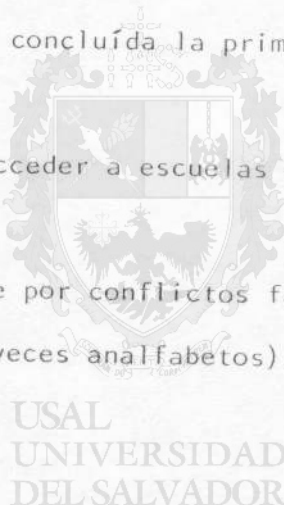 concluída la prim
cceder a escuelas
e por conflictos f
veces analfabetos)
USAL
UNIVERSIDAD
DEL SALVADOR